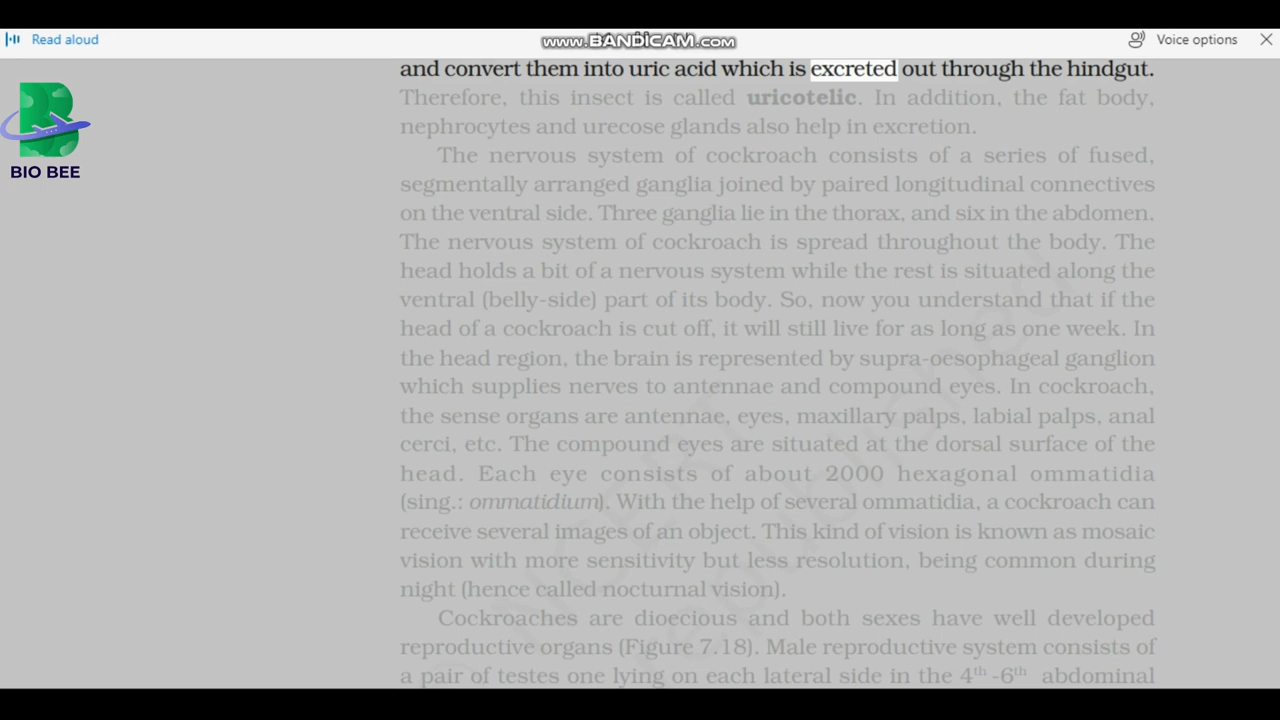 Read aloud
www.BANDICAM.com
Voice options
and convert them into uric acid which is excreted out through the hindgut.
Therefore, this insect is called uricotelic. In addition, the fat body,
nephrocytes and urecose glands also help in excretion.
BIO BEE
The nervous system of cockroach consists of a series of fused,
segmentally arranged ganglia joined by paired longitudinal connectives
on the ventral side. Three ganglia lie in the thorax, and six in the abdomen.
The nervous system of cockroach is spread throughout the body. The
head holds a bit of a nervous system while the rest is situated along the
ventral (belly-side) part of its body. So, now you understand that if the
head of a cockroach is cut off, it will still live for as long as one week. In
the head region, the brain is represented by supra-oesophageal ganglion
which supplies nerves to antennae and compound eyes. In cockroach,
the sense organs are antennae, eyes, maxillary palps, labial palps, anal
cerci, etc. The compound eyes are situated at the dorsal surface of the
head. Each eye consists of about 2000 hexagonal ommatidia
(sing.: ommatidium). With the help of several ommatidia, a cockroach can
receive several images of an object. This kind of vision is known as mosaic
vision with more sensitivity but less resolution, being common during
night (hence called nocturnal vision).
Cockroaches are dioecious and both sexes have well developed
reproductive organs (Figure 7.18). Male reproductive system consists of
a pair of testes one lying on each lateral side in the 4th -6th abdominal